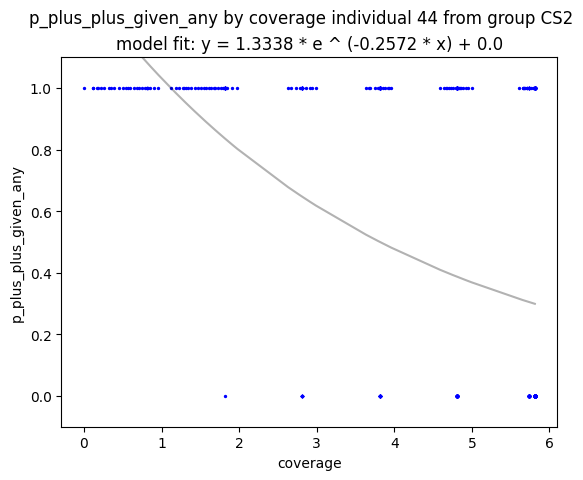 p_plus_plus_given_any by coverage individual 44 from group CS2
model fit: y = 1.3338 * e ^ (-0.2572 * x) + 0.0
p_plus_plus_given_any
1.0
0.8
0.6
0.4
0.2
0.0
0 1 2 3 4 5 6
coverage